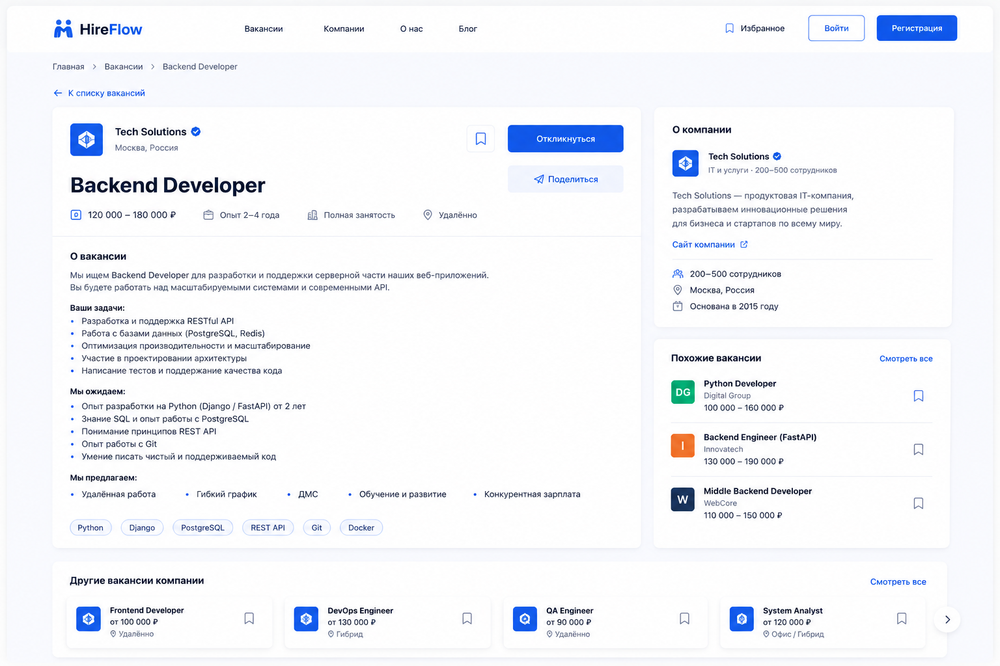 HireFlow
Вакансии
Компании
О нас
Блог
Избранное
Войти
Регистрация
Главная > Вакансии > Backend Developer
← К списку вакансий
Tech Solutions
Москва, Россия
Откликнуться
Поделиться
Backend Developer
120 000 – 180 000 ₽
Опыт 2–4 года
Полная занятость
Удалённо
О вакансии
Мы ищем Backend Developer для разработки и поддержки серверной части наших веб-приложений.
Вы будете работать над масштабируемыми системами и современными API.
Ваши задачи:
• Разработка и поддержка RESTful API
• Работа с базами данных (PostgreSQL, Redis)
• Оптимизация производительности и масштабирование
• Участие в проектировании архитектуры
• Написание тестов и поддержание качества кода
Мы ожидаем:
• Опыт разработки на Python (Django / FastAPI) от 2 лет
• Знание SQL и опыт работы с PostgreSQL
• Понимание принципов REST API
• Опыт работы с Git
• Умение писать чистый и поддерживаемый код
Мы предлагаем:
• Удалённая работа
• Гибкий график
• ДМС
• Обучение и развитие
• Конкурентная зарплата
Python
Django
PostgreSQL
REST API
Git
Docker
О компании
Tech Solutions
IT и услуги · 200–500 сотрудников
Tech Solutions — продуктовая IT-компания,
разрабатываем инновационные решения
для бизнеса и стартапов по всему миру.
Сайт компании
200–500 сотрудников
Москва, Россия
Основана в 2015 году
Похожие вакансии
Смотреть все
DG
Python Developer
Digital Group
100 000 – 160 000 ₽
I
Backend Engineer (FastAPI)
Innovatech
130 000 – 190 000 ₽
W
Middle Backend Developer
WebCore
110 000 – 150 000 ₽
Другие вакансии компании
Смотреть все
Frontend Developer
от 100 000 ₽
Удалённо
DevOps Engineer
от 130 000 ₽
Гибрид
QA Engineer
от 90 000 ₽
Удалённо
System Analyst
от 120 000 ₽
Офис / Гибрид